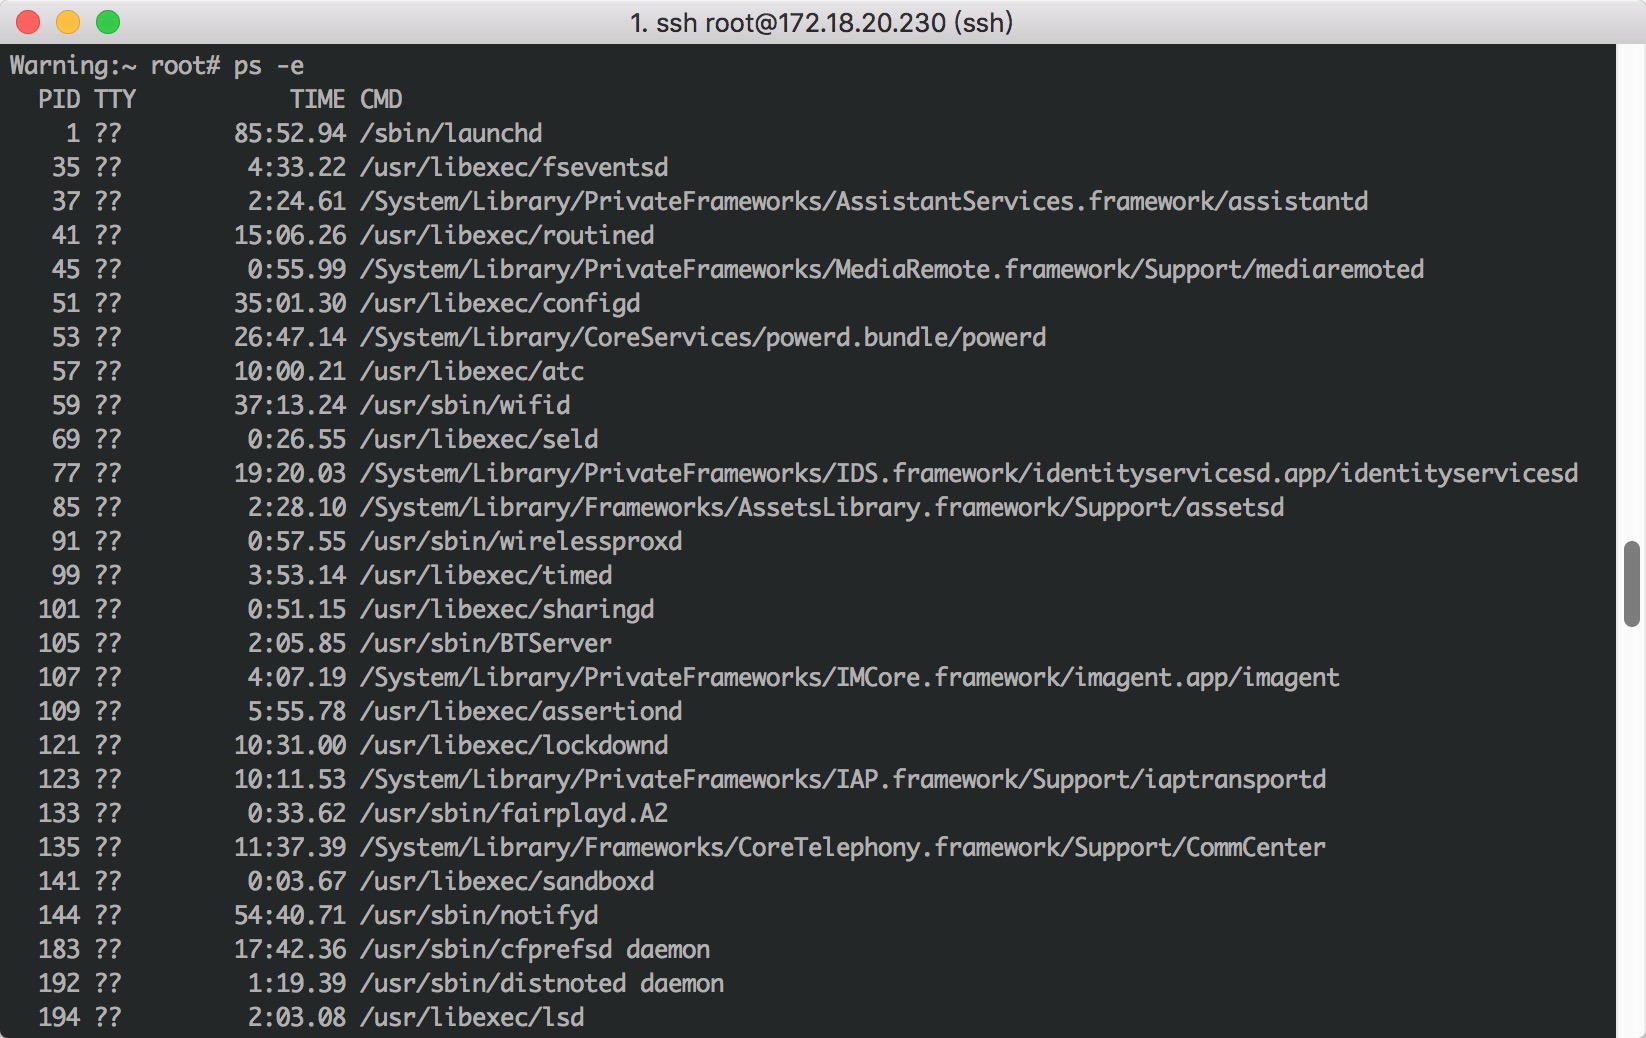 1. ssh root@172.18.20.230 (ssh)
Warning:~ root# ps -e
  PID TTY           TIME CMD
    1 ??        85:52.94 /sbin/launchd
   35 ??         4:33.22 /usr/libexec/fseventsd
   37 ??         2:24.61 /System/Library/PrivateFrameworks/AssistantServices.framework/assistantd
   41 ??        15:06.26 /usr/libexec/routined
   45 ??         0:55.99 /System/Library/PrivateFrameworks/MediaRemote.framework/Support/mediaremoted
   51 ??        35:01.30 /usr/libexec/configd
   53 ??        26:47.14 /System/Library/CoreServices/powerd.bundle/powerd
   57 ??        10:00.21 /usr/libexec/atc
   59 ??        37:13.24 /usr/sbin/wifid
   69 ??         0:26.55 /usr/libexec/seld
   77 ??        19:20.03 /System/Library/PrivateFrameworks/IDS.framework/identityservicesd.app/identityservicesd
   85 ??         2:28.10 /System/Library/Frameworks/AssetsLibrary.framework/Support/assetsd
   91 ??         0:57.55 /usr/sbin/wirelessproxd
   99 ??         3:53.14 /usr/libexec/timed
  101 ??         0:51.15 /usr/libexec/sharingd
  105 ??         2:05.85 /usr/sbin/BTServer
  107 ??         4:07.19 /System/Library/PrivateFrameworks/IMCore.framework/imagent.app/imagent
  109 ??         5:55.78 /usr/libexec/assertiond
  121 ??        10:31.00 /usr/libexec/lockdownd
  123 ??        10:11.53 /System/Library/PrivateFrameworks/IAP.framework/Support/iaptransportd
  133 ??         0:33.62 /usr/sbin/fairplayd.A2
  135 ??        11:37.39 /System/Library/Frameworks/CoreTelephony.framework/Support/CommCenter
  141 ??         0:03.67 /usr/libexec/sandboxd
  144 ??        54:40.71 /usr/sbin/notifyd
  183 ??        17:42.36 /usr/sbin/cfprefsd daemon
  192 ??         1:19.39 /usr/sbin/distnoted daemon
  194 ??         2:03.08 /usr/libexec/lsd